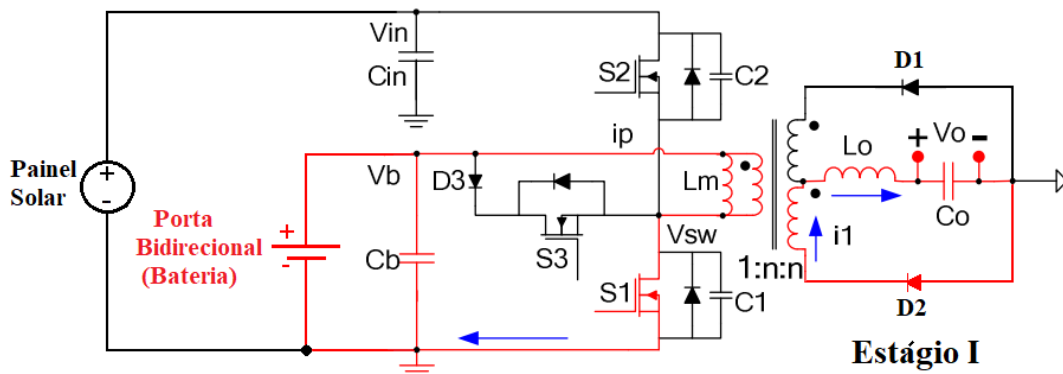 Vin
Cin
S2
C2
D1
ip
Lo
+ Vo -
Painel
Solar
+
-
Vb
D3
Lm
Co
Porta
Bidirecional
(Bateria)
+
-
Cb
S3
Vsw
i1
1:n:n
S1
C1
D2
Estágio I